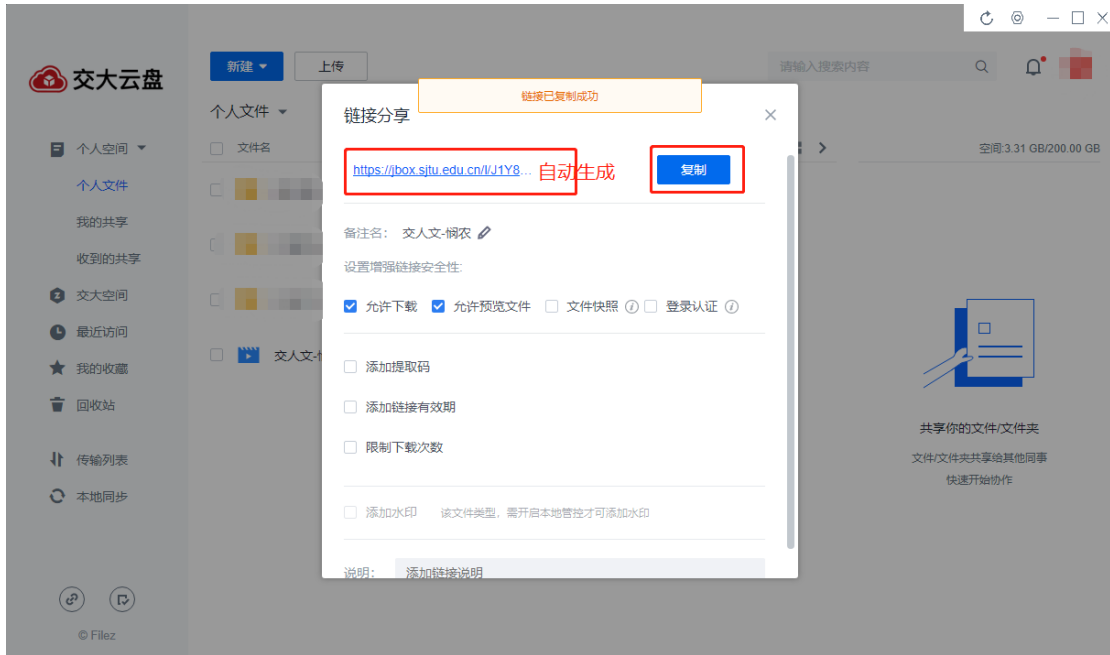 交大云盘
新建
上传
请输入搜索内容
链接已复制成功
个人文件
链接分享
个人空间
文件名
空间:3.31 GB/200.00 GB
https://jbox.sjtu.edu.cn/l/J1Y8...
自动生成
复制
个人文件
我的共享
备注名: 交人文-悯农
收到的共享
设置增强链接安全性:
交大空间
允许下载
允许预览文件
文件快照
登录认证
最近访问
交人文-
我的收藏
添加提取码
回收站
添加链接有效期
共享你的文件/文件夹
限制下载次数
文件/文件夹共享给其他同事
传输列表
快速开始协作
本地同步
添加水印
该文件类型，需开启本地管控才可添加水印
说明:
添加链接说明
© Filez